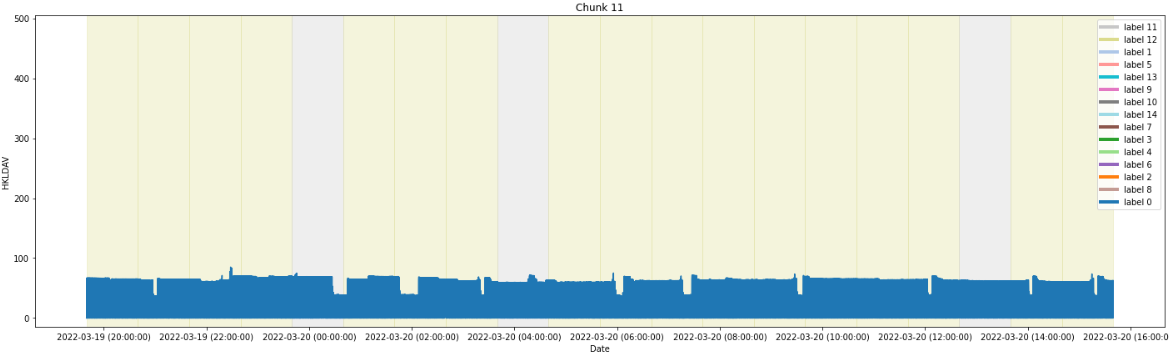 Chunk 11
500
400
300
200
100
0
HKLDAV
label 11
label 12
label 1
label 5
label 13
label 9
label 10
label 14
label 7
label 3
label 4
label 6
label 2
label 8
label 0
2022-03-19 (20:00:00) 2022-03-19 (22:00:00) 2022-03-20 (00:00:00) 2022-03-20 (02:00:00) 2022-03-20 (04:00:00) 2022-03-20 (06:00:00) 2022-03-20 (08:00:00) 2022-03-20 (10:00:00) 2022-03-20 (12:00:00) 2022-03-20 (14:00:00) 2022-03-20 (16:00:0
Date